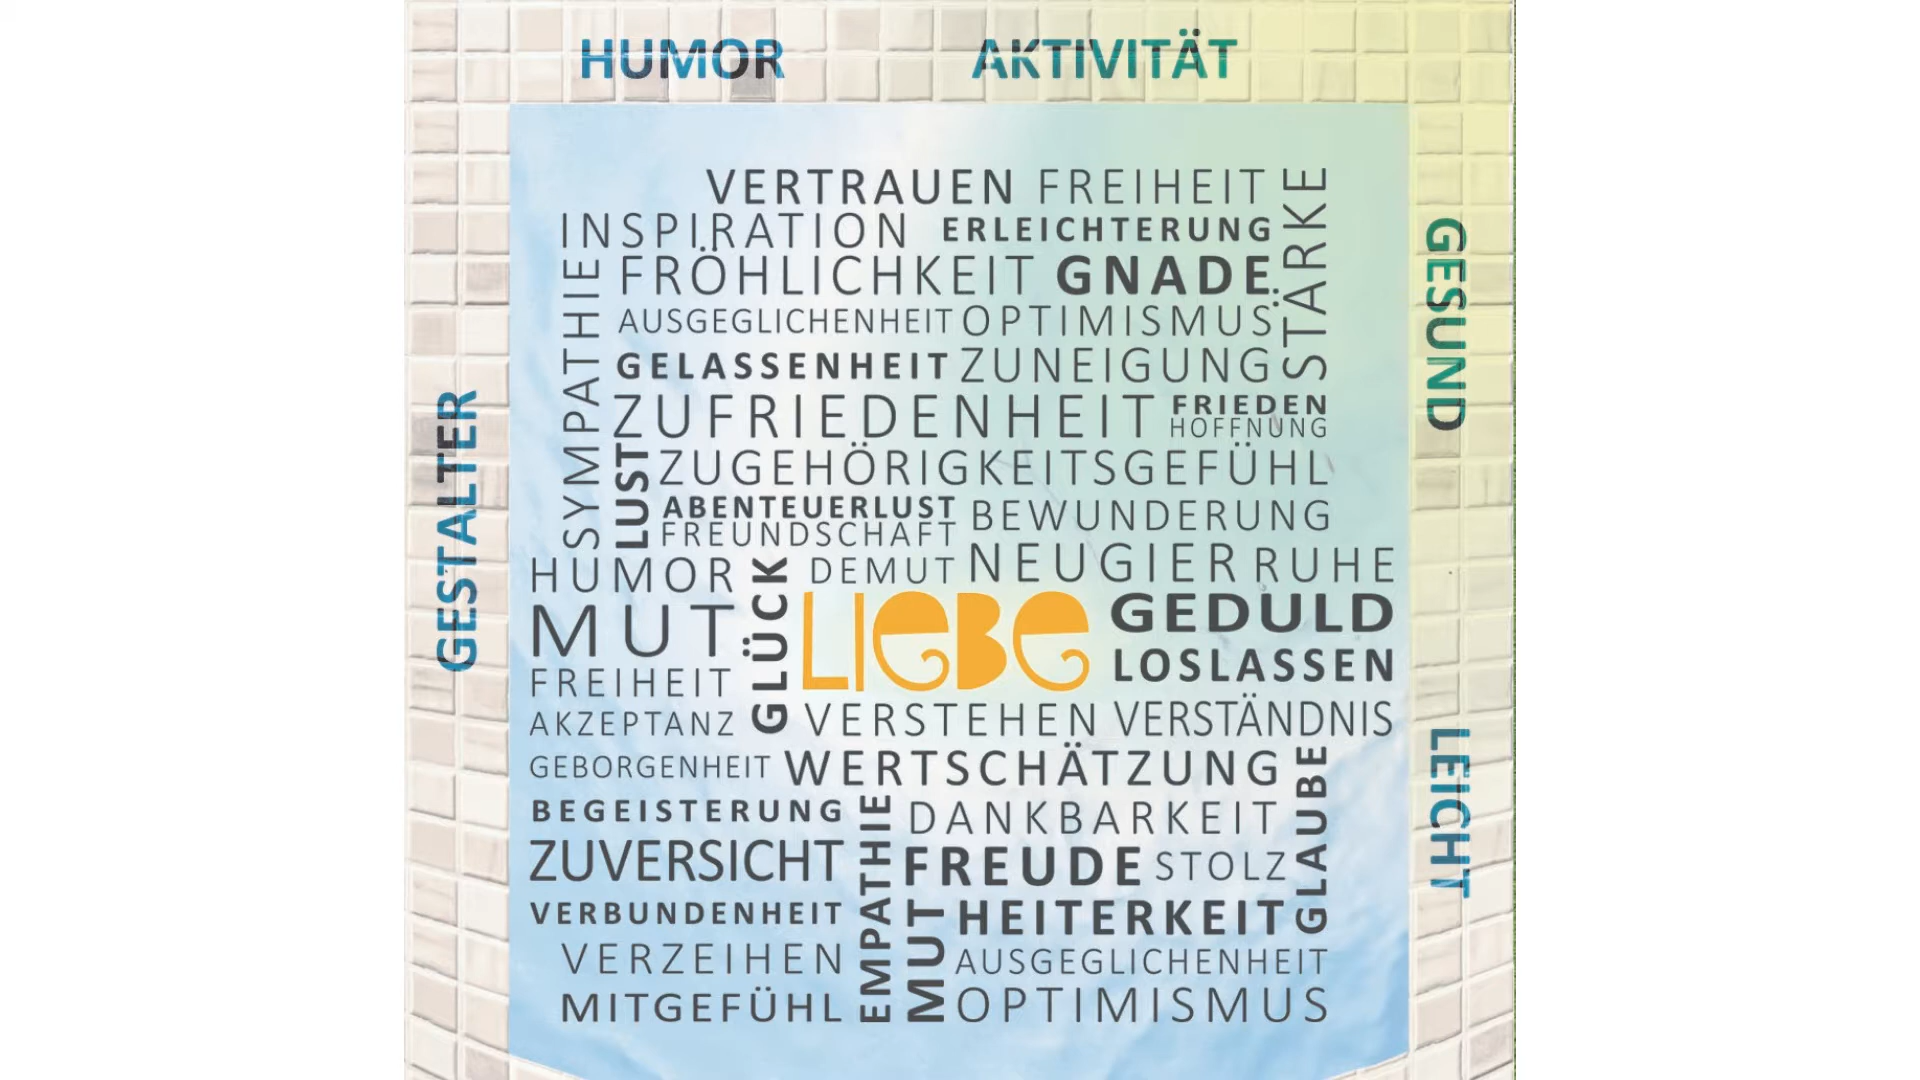 HUMOR AKTIVITÄT
VERTRAUEN FREIHEIT
STÄRKE
INSPIRATION ERLEICHTERUNG
SYMPATHIE
FRÖHLICHKEIT GNADE
AUSGEGLICHENHEIT OPTIMISMUS
GELASSENHEIT ZUNEIGUNG
ZUFRIEDENHEIT FRIEDEN
HOFFNUNG
LUST
ZUGEHÖRIGKEITSGEFÜHL
ABENTEUERLUST BEWUNDERUNG
FREUNDSCHAFT
HUMOR
GLÜCK
DEMUT NEUGIER RUHE
MUT
LIEBE
GEDULD
LOSLASSEN
FREIHEIT
AKZEPTANZ
VERSTEHEN VERSTÄNDNIS
GEBORGENHEIT WERTSCHÄTZUNG
GLAUBE
BEGEISTERUNG
EMPATHIE
DANKBARKEIT
ZUVERSICHT
FREUDE STOLZ
VERBUNDENHEIT
MUT
HEITERKEIT
VERZEIHEN
AUSGEGLICHENHEIT
MITGEFÜHL
OPTIMISMUS
GESTALTER
GESUND
LEICHT